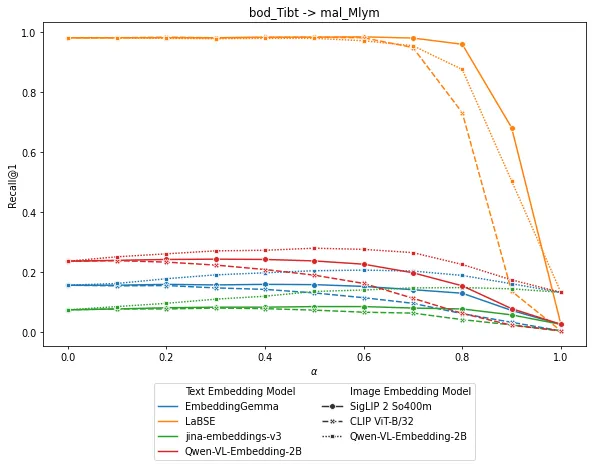 bod_Tibt -> mal_Mlym
1.0
0.8
0.6
0.4
0.2
0.0
Recall@1
0.0 0.2 0.4 0.6 0.8 1.0
α
Text Embedding Model Image Embedding Model
EmbeddingGemma SigLIP 2 So400m
LaBSE CLIP ViT-B/32
jina-embeddings-v3 Qwen-VL-Embedding-2B
Qwen-VL-Embedding-2B